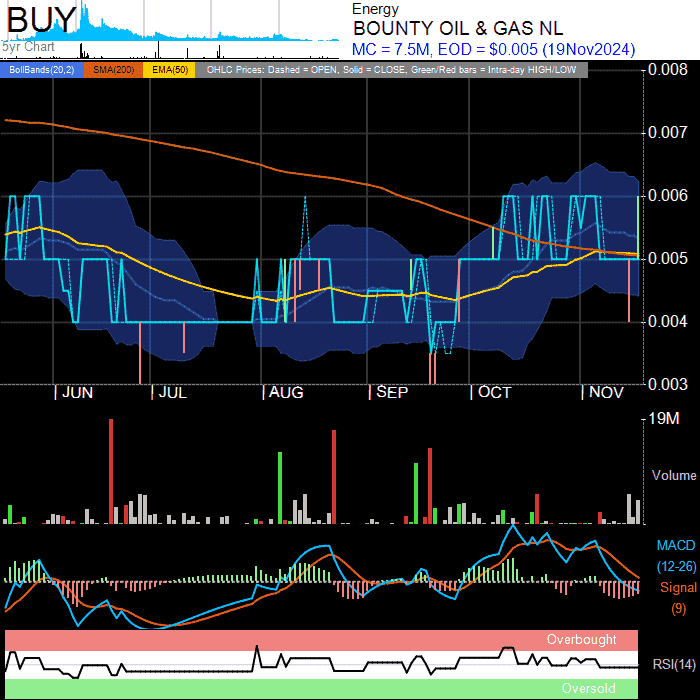 BUY
5yr Chart
Energy
BOUNTY OIL & GAS NL
MC = 7.5M, EOD = $0.005 (19Nov2024)
BollBands(20,2) SMA(200) EMA(50) OHLC Prices: Dashed = OPEN, Solid = CLOSE, Green/Red bars = Intra-day HIGH/LOW
0.008
0.007
0.006
0.005
0.004
0.003
JUN JUL AUG SEP OCT NOV
19M
Volume
MACD
(12-26)
Signal
(9)
Overbought
RSI(14)
Oversold